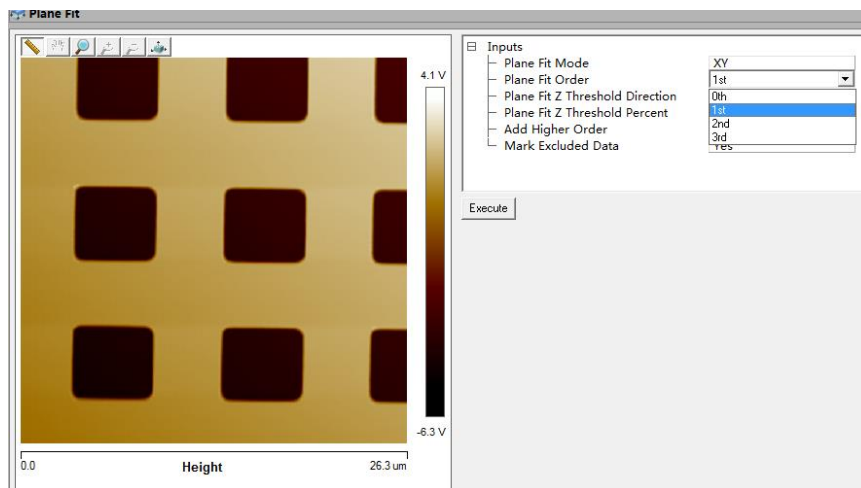 Plane Fit
4.1 V
-6.3 V
0.0
Height
26.3 um
Inputs
Plane Fit Mode XY
Plane Fit Order 1st
Plane Fit Z Threshold Direction 0th
Plane Fit Z Threshold Percent 1st
Add Higher Order 2nd
3rd
Mark Excluded Data Yes
Execute